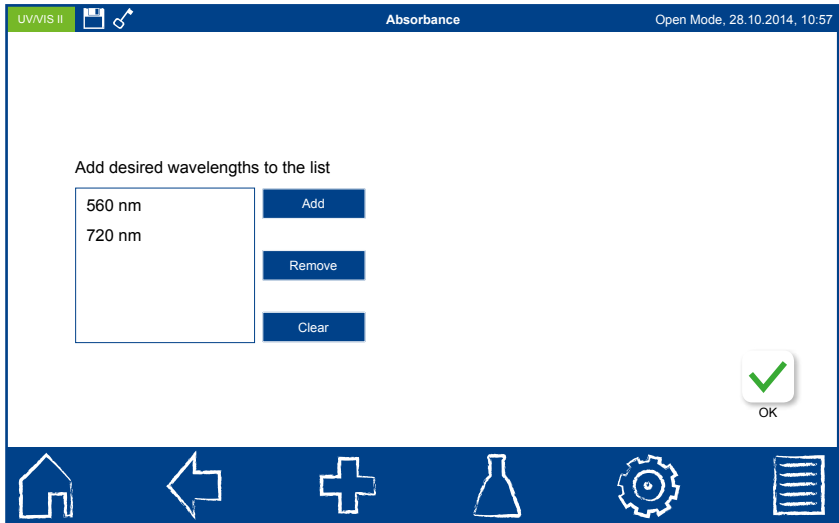 UV/VIS II Absorbance Open Mode, 28.10.2014, 10:57
Add desired wavelengths to the list
560 nm
Add
720 nm
Remove
Clear
OK